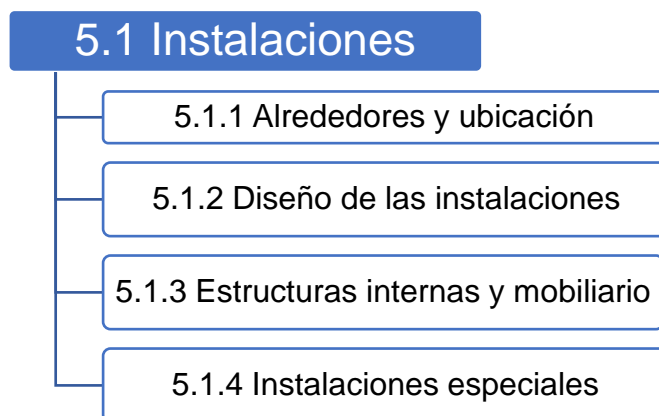 5.1 Instalaciones
5.1.1 Alrededores y ubicación
5.1.2 Diseño de las instalaciones
5.1.3 Estructuras internas y mobiliario
5.1.4 Instalaciones especiales